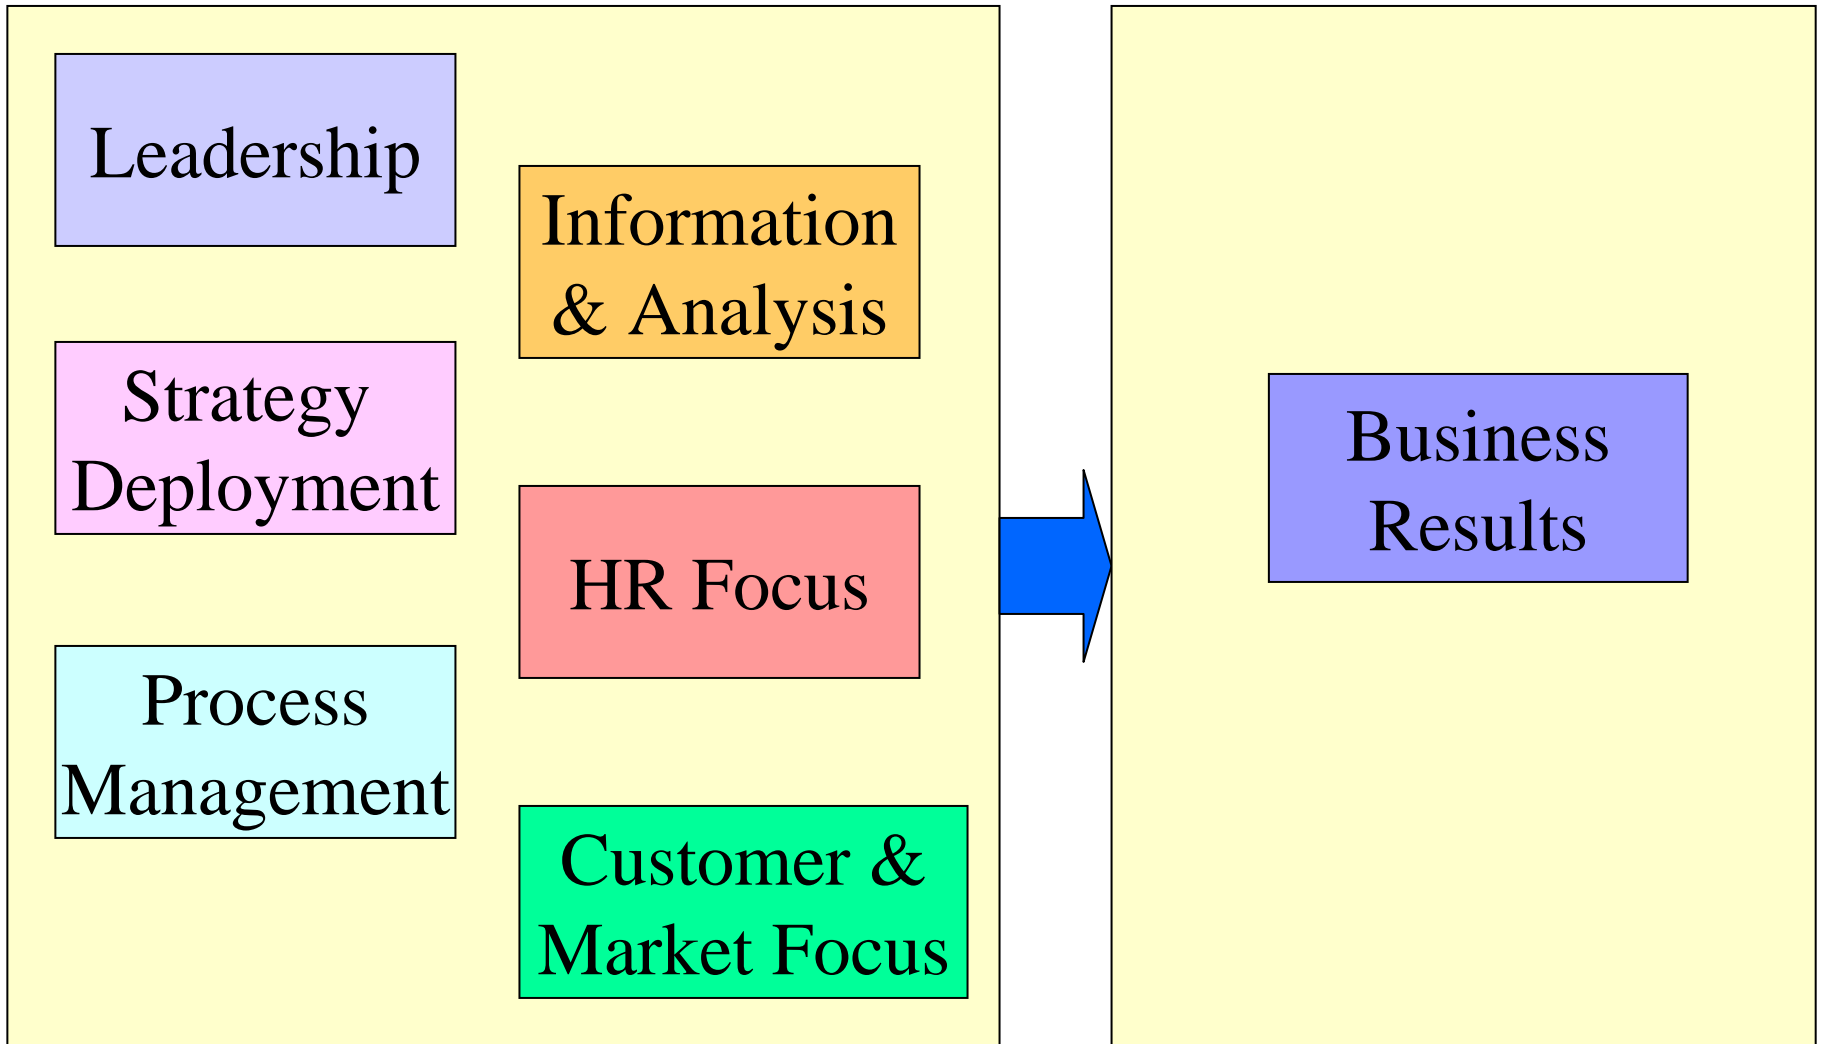 Leadership
Strategy
Deployment
Process
Management
Information
& Analysis
HR Focus
Customer &
Market Focus
Business
Results